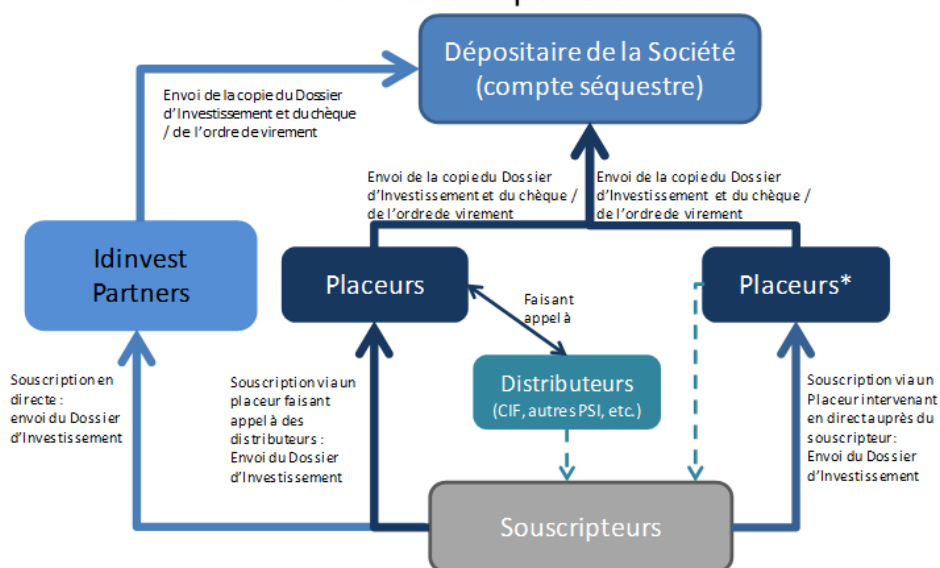 Dépositaire de la Société
(compte séquestre)
Envoi de la copie du Dossier
d'Investissement et du chèque
/ de l'ordre de virement
Envoi de la copie du Dossier
d'Investissement et du chèque /
de l'ordre de virement
Envoi de la copie du Dossier
d'Investissement et du chèque /
de l'ordre de virement
Idinvest
Partners
Placeurs
Placeurs*
Faisant
appel à
Distributeurs
(CIF, autres PSI, etc.)
Souscription en
directe :
envoi du Dossier
d'Investissement
Souscription via un
placeur faisant
appel à des
distributeurs :
Envoi du Dossier
d'Investissement
Souscription via un
Placeur intervenant
en direct auprès du
souscripteur :
Envoi du Dossier
d'Investissement
Souscripteurs